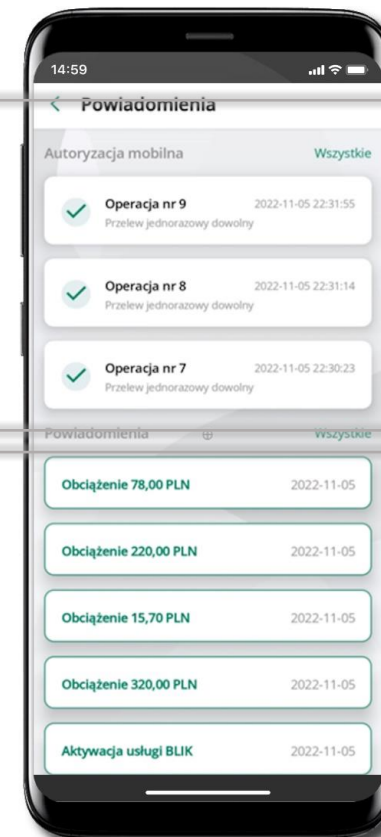 14:59
Powiadomienia
Autoryzacja mobilna Wszystkie
Operacja nr 9 2022-11-05 22:31:55
Przelew jednorazowy dowolny
Operacja nr 8 2022-11-05 22:31:14
Przelew jednorazowy dowolny
Operacja nr 7 2022-11-05 22:30:23
Przelew jednorazowy dowolny
Powiadomienia Wszystkie
Obciążenie 78,00 PLN 2022-11-05
Obciążenie 220,00 PLN 2022-11-05
Obciążenie 15,70 PLN 2022-11-05
Obciążenie 320,00 PLN 2022-11-05
Aktywacja usługi BLIK 2022-11-05